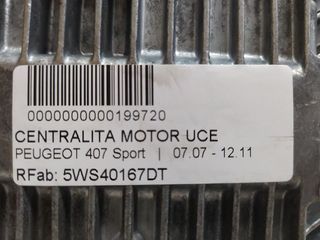 0000000000199720
CENTRALITA MOTOR UCE
PEUGEOT 407 Sport | 07.07 - 12.11
RFab: 5WS40167DT